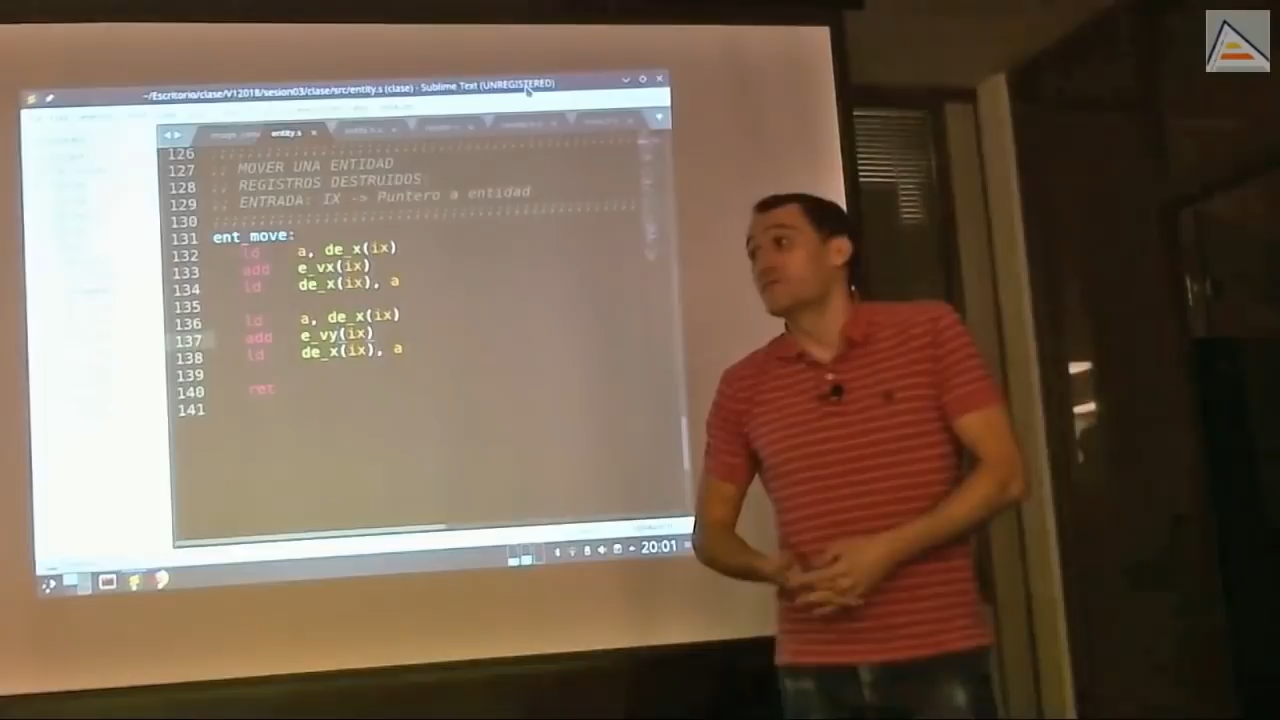 ~/Escritorio/clase/V12018/sesion03/clase/src/entity.s (clase) - Sublime Text (UNREGISTERED)
entity.s
126 ;;;;;;;;;;;;;;;;;;;;;;;;;;;;;;;;;;;;;;;;;;;;
127 ;; MOVER UNA ENTIDAD
128 ;; REGISTROS DESTRUIDOS:
129 ;; ENTRADA: IX -> Puntero a entidad
130 ;;;;;;;;;;;;;;;;;;;;;;;;;;;;;;;;;;;;;;;;;;;;
131 ent_move:
132 ld a, de_x(ix)
133 add e_vx(ix)
134 ld de_x(ix), a
135
136 ld a, de_x(ix)
137 add e_vy(ix)
138 ld de_x(ix), a
139
140 ret
141
20:01